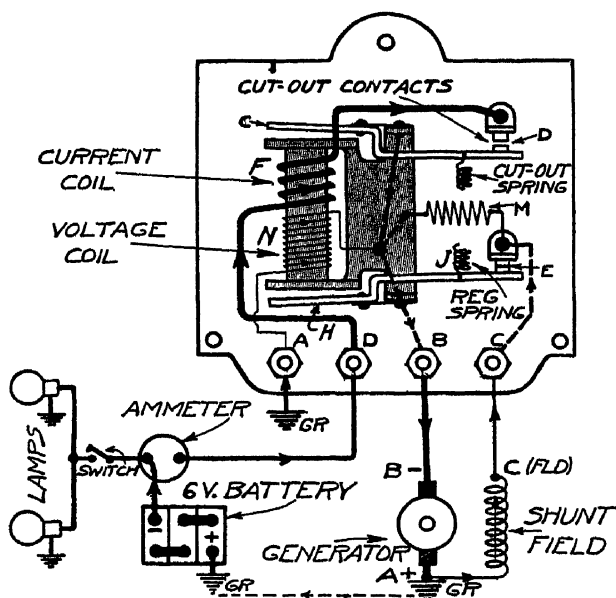 CUT-OUT CONTACTS
C
D
F
CURRENT
COIL
CUT-OUT
SPRING
M
N
VOLTAGE
COIL
J
E
REG
SPRING
H
A
D
B
C
GR
LAMPS
AMMETER
SWITCH
6V. BATTERY
-
+
GR
B-
C (FLD)
GENERATOR
SHUNT
FIELD
A+
GR